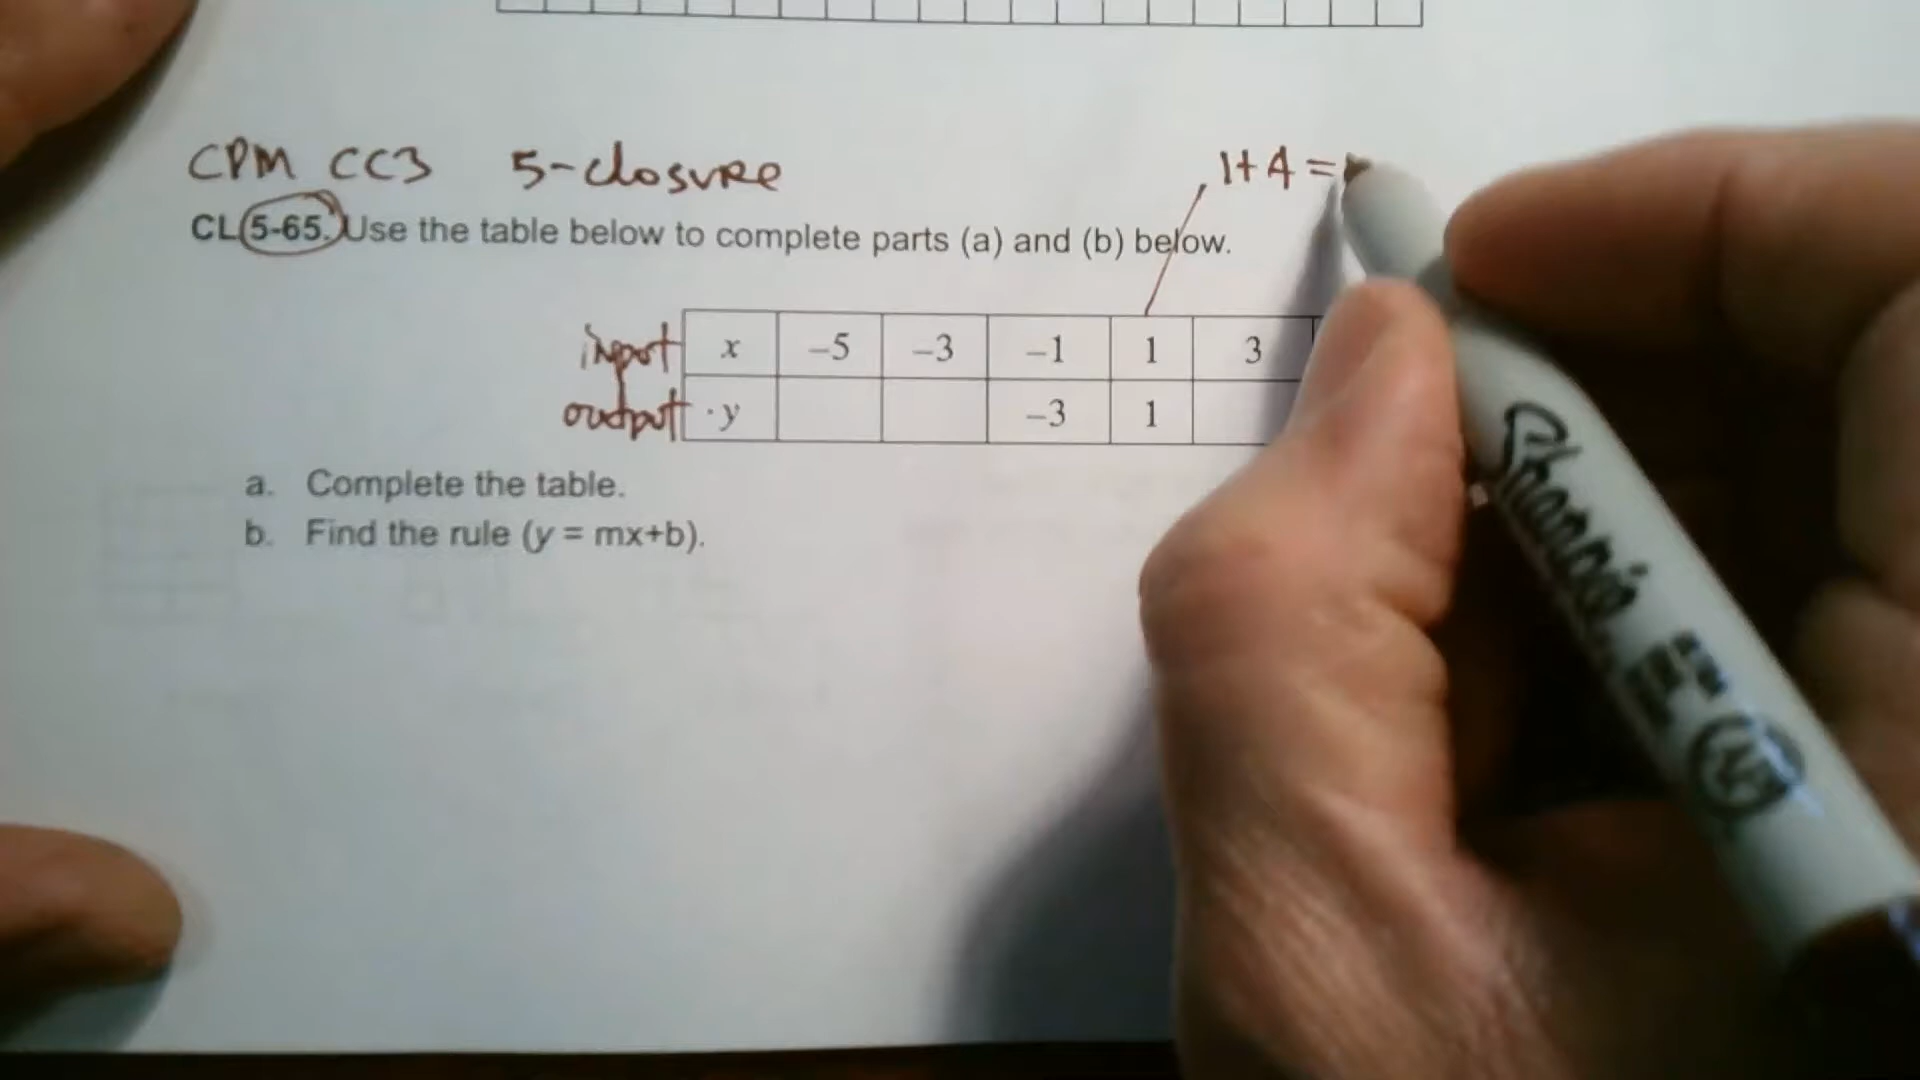 CPM CC3 5-closure
1+4=
CL 5-65. Use the table below to complete parts (a) and (b) below.
input x -5 -3 -1 1 3
output y -3 1
a. Complete the table.
b. Find the rule (y = mx+b).
Sharpie